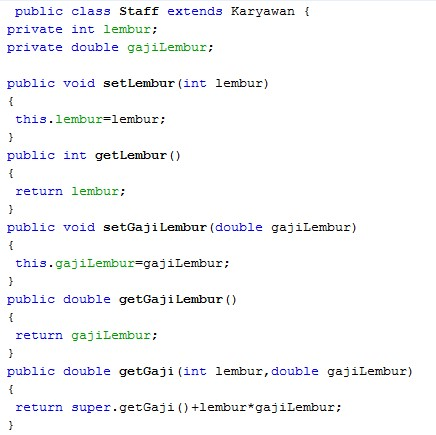 public class Staff extends Karyawan {
private int lembur;
private double gajiLembur;
public void setLembur(int lembur)
{
this.lembur=lembur;
}
public int getLembur()
{
return lembur;
}
public void setGajiLembur(double gajiLembur)
{
this.gajiLembur=gajiLembur;
}
private double getGajiLembur()
{
return gajiLembur;
}
public double getGaji(int lembur,double gajiLembur)
{
return super.getGaji()+lembur*gajiLembur;
}